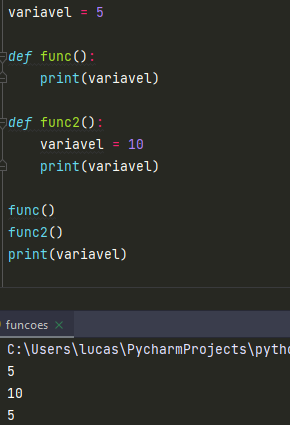 variavel = 5
def func():
    print(variavel)
def func2():
    variavel = 10
    print(variavel)
func()
func2()
print(variavel)
funcoes ×
C:\Users\lucas\PycharmProjects\pytho
5
10
5